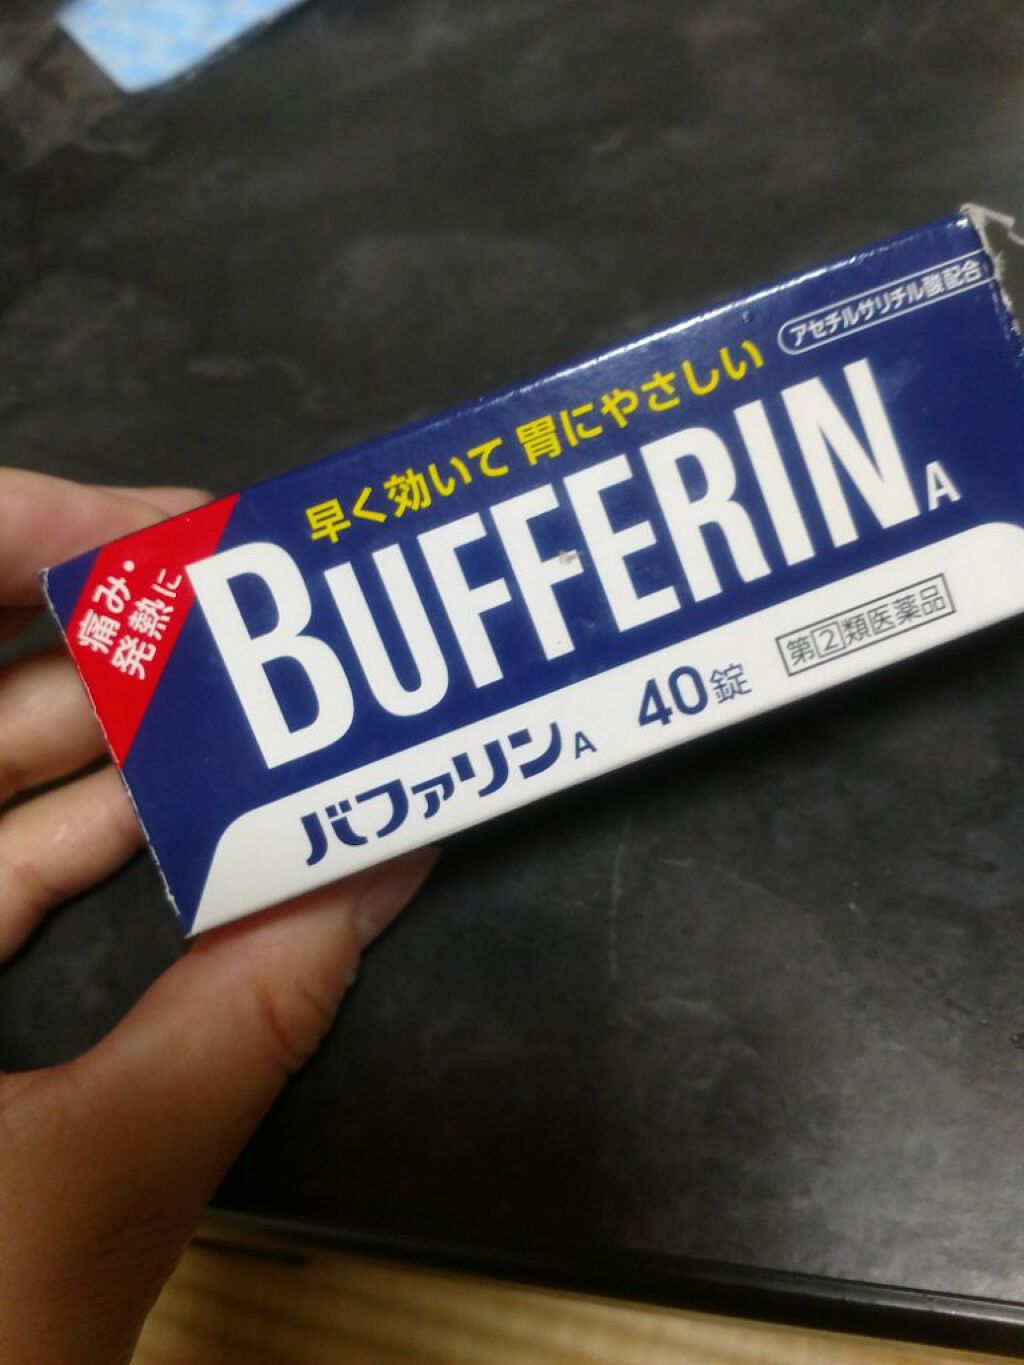 アセチルサリチル酸配合
早く効いて 胃にやさしい
BUFFERIN A
痛み・
発熱に
バファリンA 40錠
第②類医薬品